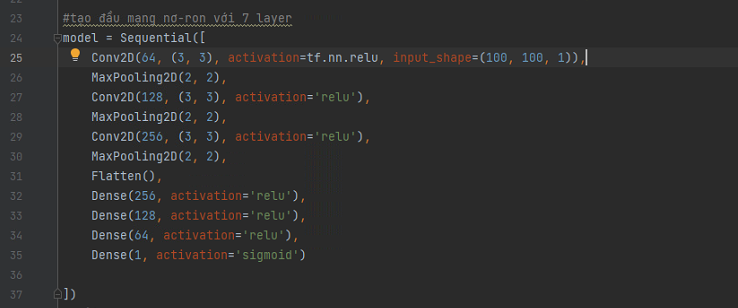 22
23 #tạo đầu mạng nơ-ron với 7 layer
24 model = Sequential([
25 Conv2D(64, (3, 3), activation=tf.nn.relu, input_shape=(100, 100, 1)),
26 MaxPooling2D(2, 2),
27 Conv2D(128, (3, 3), activation='relu'),
28 MaxPooling2D(2, 2),
29 Conv2D(256, (3, 3), activation='relu'),
30 MaxPooling2D(2, 2),
31 Flatten(),
32 Dense(256, activation='relu'),
33 Dense(128, activation='relu'),
34 Dense(64, activation='relu'),
35 Dense(1, activation='sigmoid')
36
37 ])